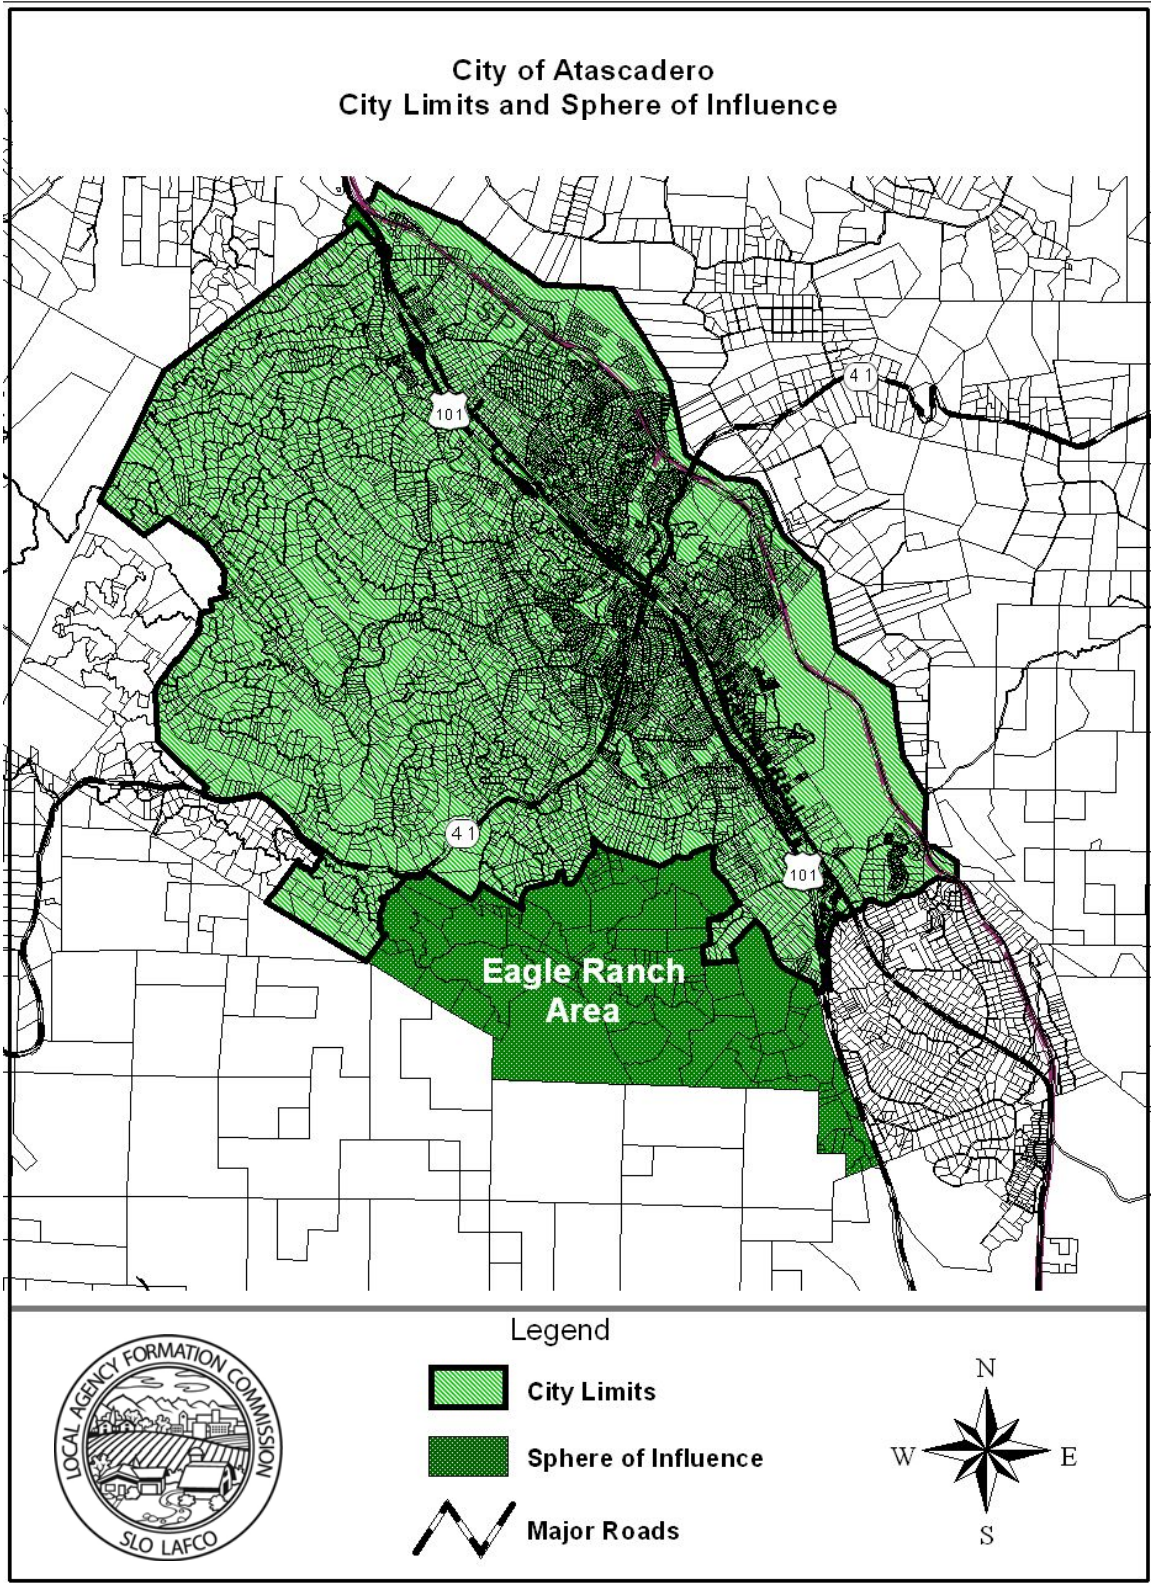 City of Atascadero
City Limits and Sphere of Influence
41
101
41
101
Eagle Ranch
Area
Legend
City Limits
Sphere of Influence
Major Roads
LOCAL AGENCY FORMATION COMMISSION
SLO LAFCO
N
W
E
S